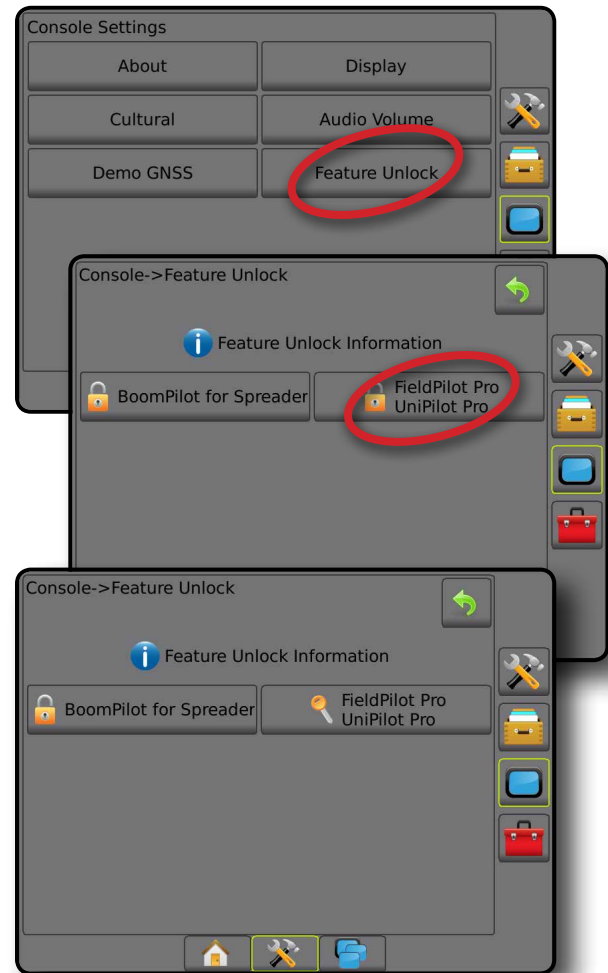 Console Settings
About
Display
Cultural
Audio Volume
Demo GNSS
Feature Unlock
Console->Feature Unlock
Feature Unlock Information
BoomPilot for Spreader
FieldPilot Pro
UniPilot Pro
Console->Feature Unlock
Feature Unlock Information
BoomPilot for Spreader
FieldPilot Pro
UniPilot Pro